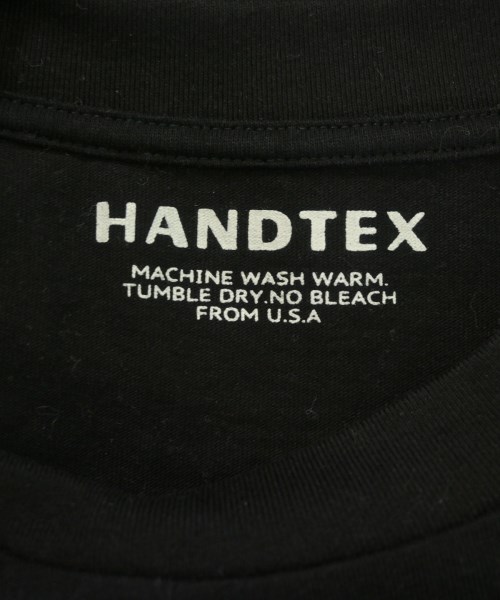 HANDTEX
MACHINE WASH WARM.
TUMBLE DRY.NO BLEACH
FROM U.S.A